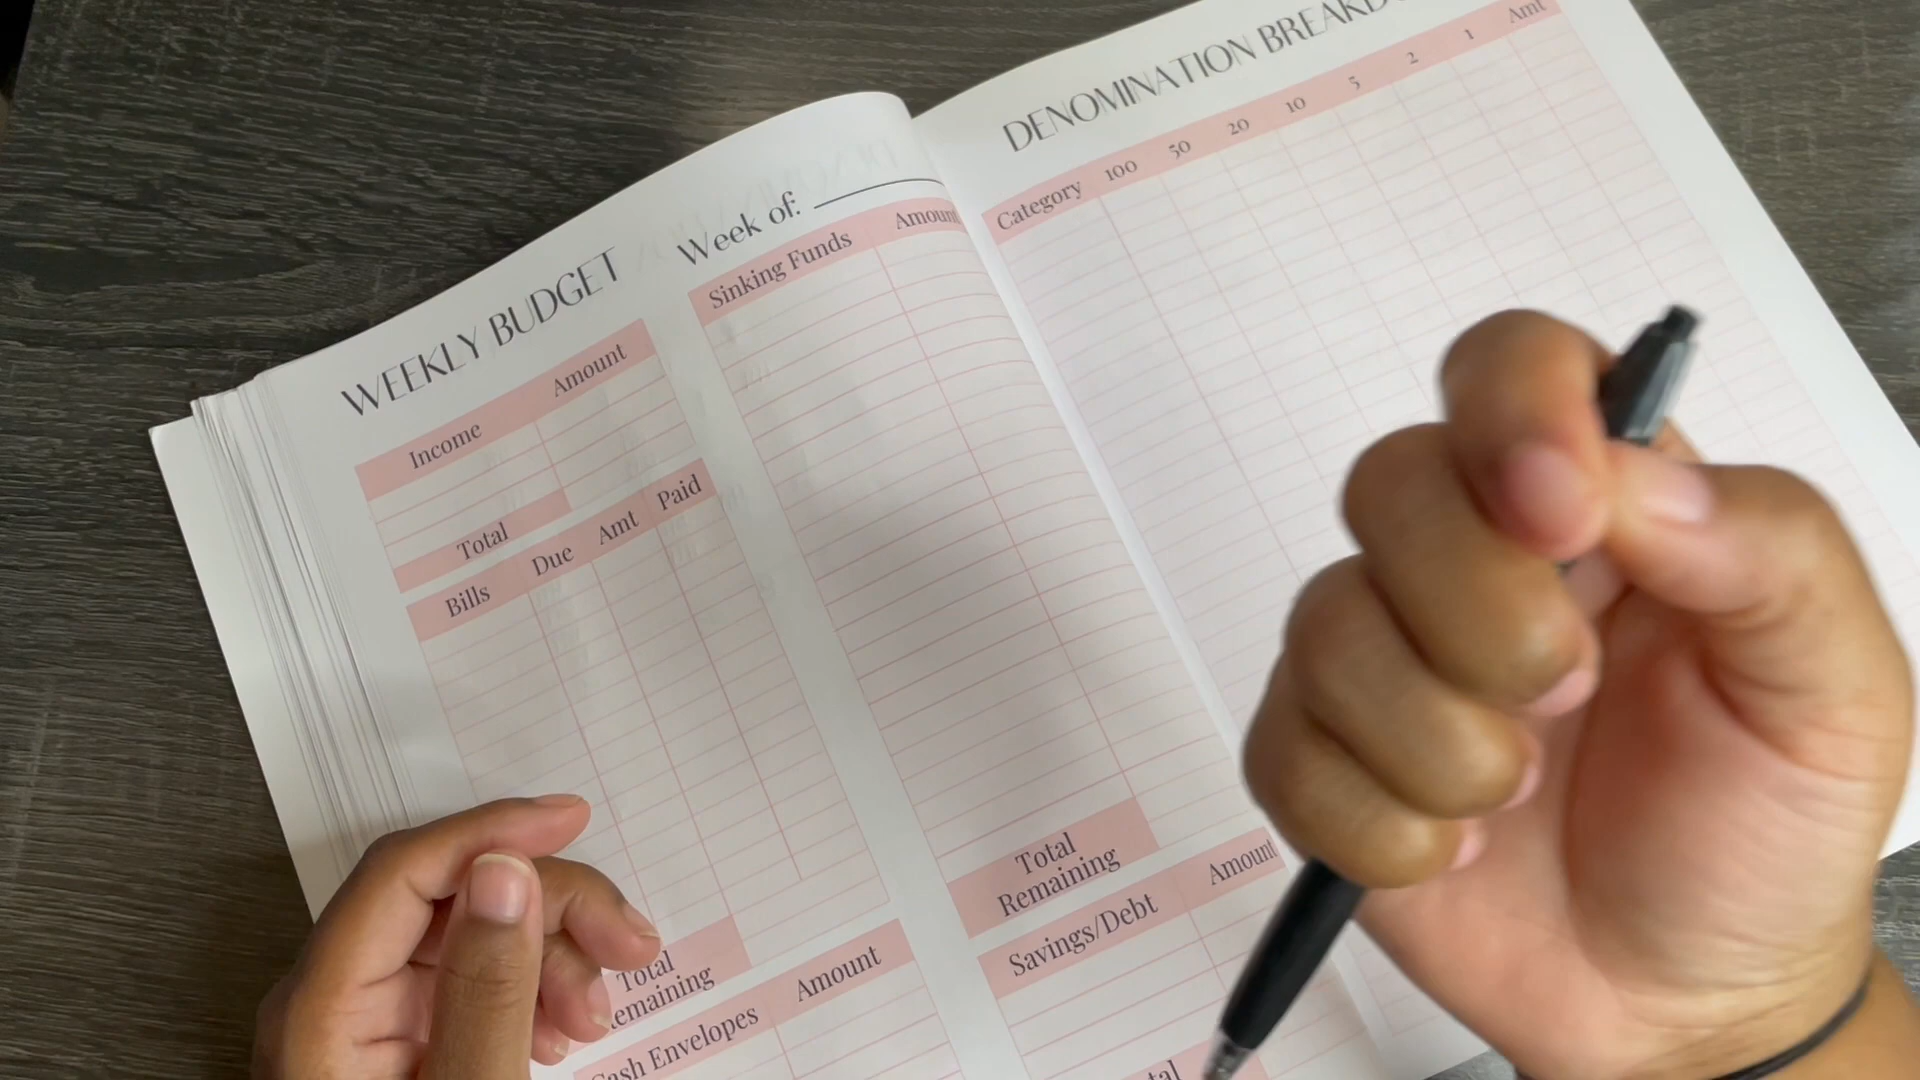 WEEKLY BUDGET
Week of:
Income Amount
Total
Bills Due Amt Paid
Total
Remaining
Cash Envelopes Amount
Sinking Funds Amount
Total
Remaining
Savings/Debt Amount
DENOMINATION
Category 100 50 20 10 5 2 1 Amt